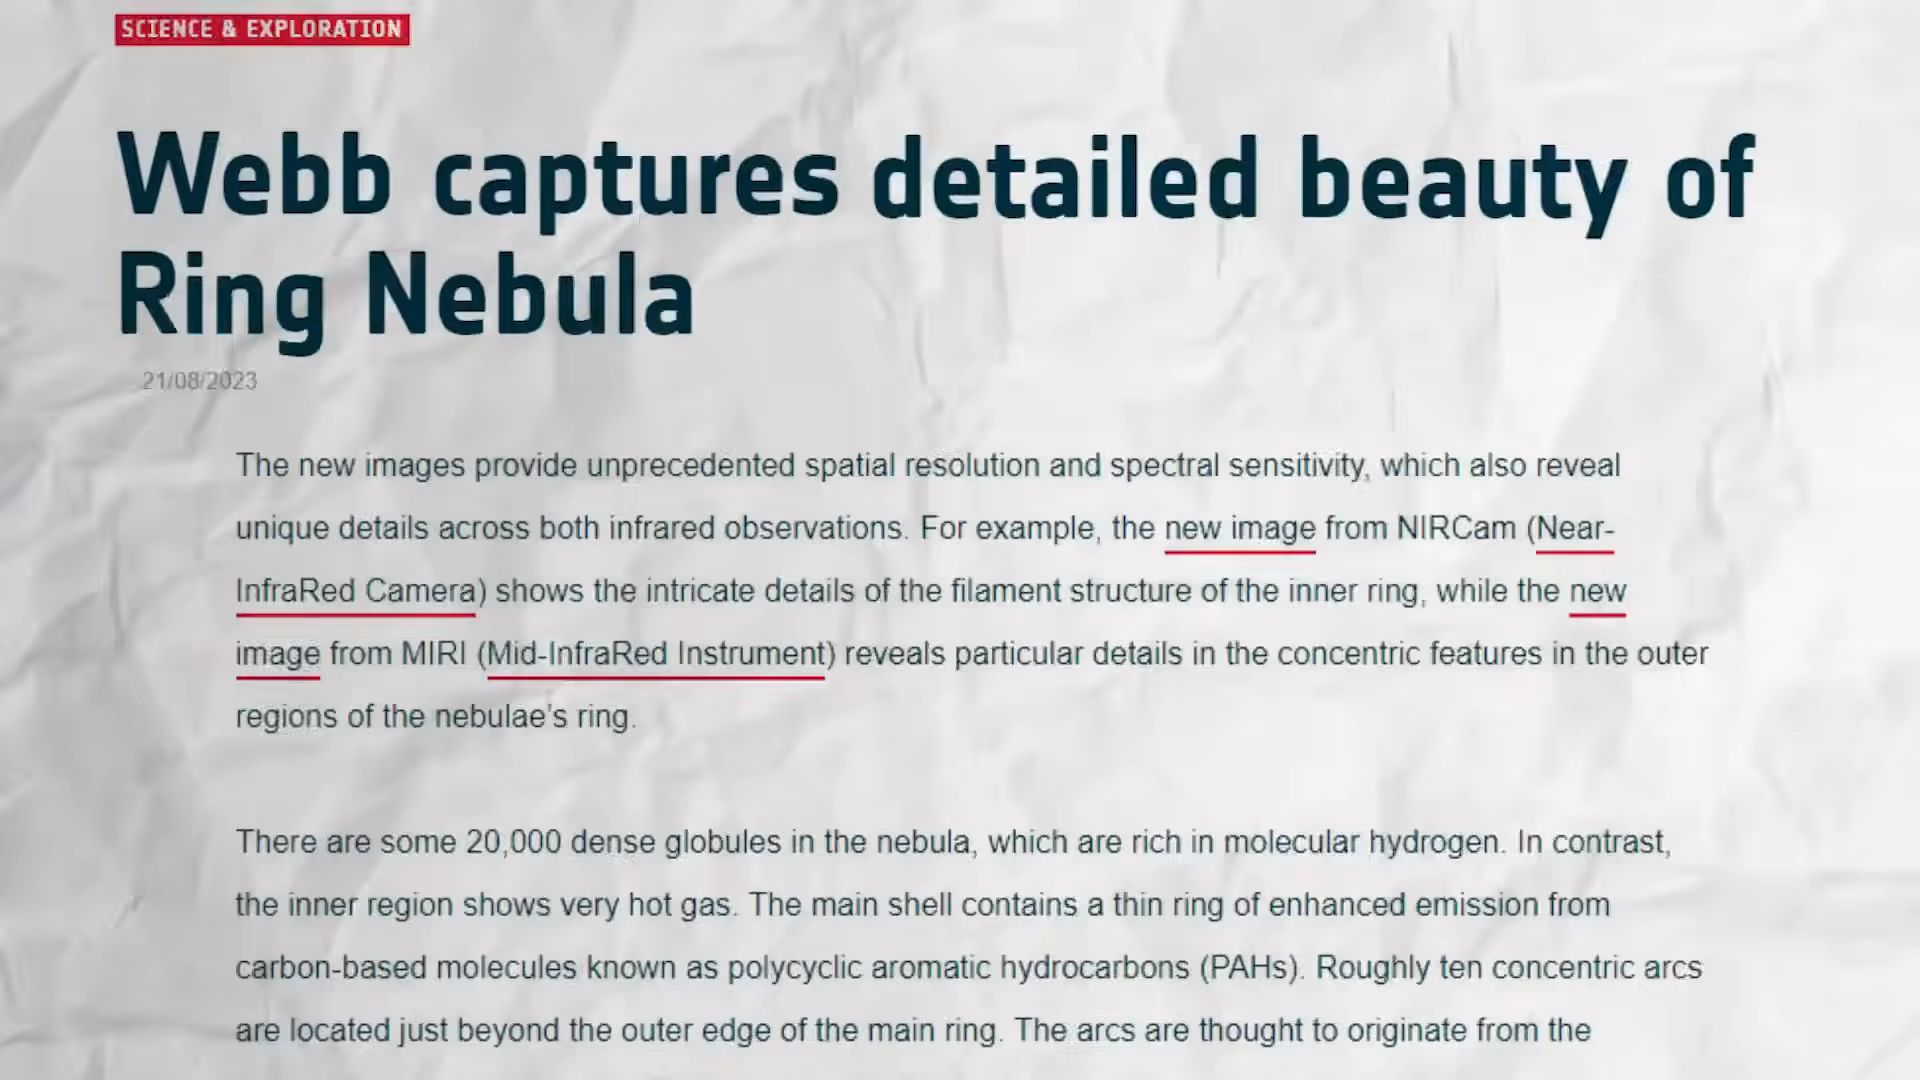 SCIENCE & EXPLORATION
Webb captures detailed beauty of
Ring Nebula
21/08/2023
The new images provide unprecedented spatial resolution and spectral sensitivity, which also reveal
unique details across both infrared observations. For example, the new image from NIRCam (Near-
InfraRed Camera) shows the intricate details of the filament structure of the inner ring, while the new
image from MIRI (Mid-InfraRed Instrument) reveals particular details in the concentric features in the outer
regions of the nebulae's ring.
There are some 20,000 dense globules in the nebula, which are rich in molecular hydrogen. In contrast,
the inner region shows very hot gas. The main shell contains a thin ring of enhanced emission from
carbon-based molecules known as polycyclic aromatic hydrocarbons (PAHs). Roughly ten concentric arcs
are located just beyond the outer edge of the main ring. The arcs are thought to originate from the